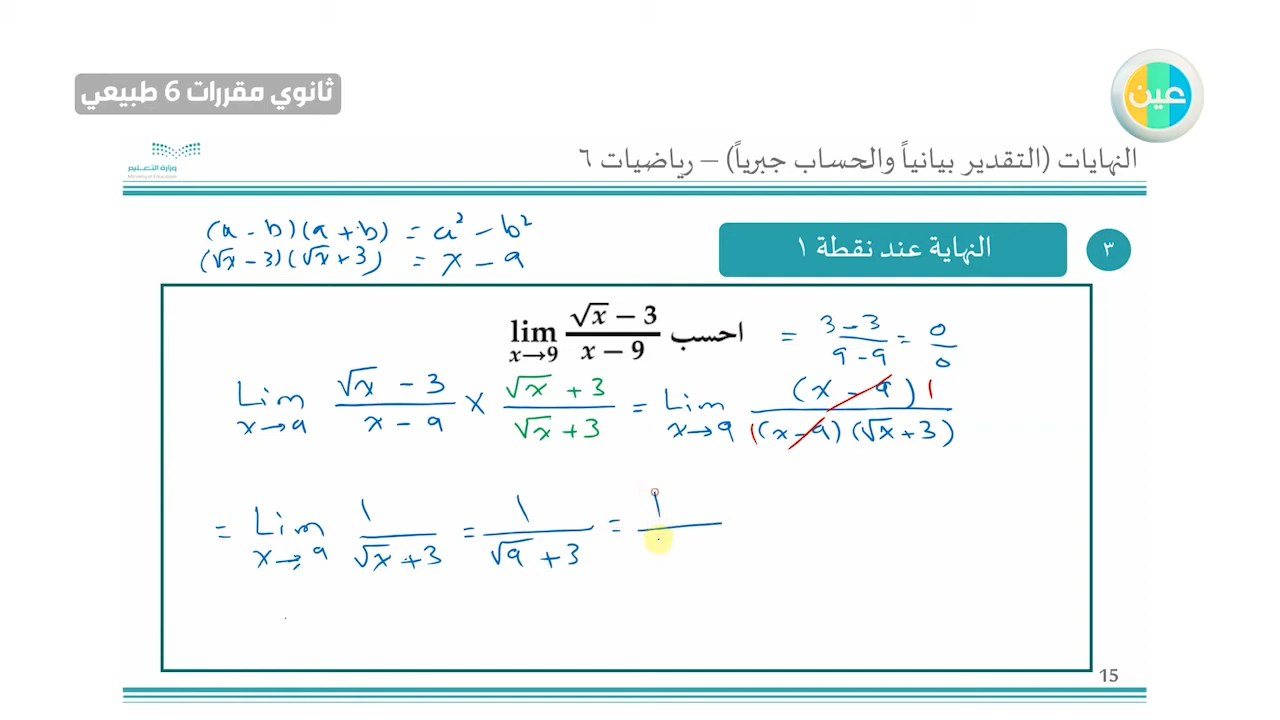 ثانوي مقررات 6 طبيعي
عين
وزارة التعليم
Ministry of Education
النهايات (التقدير بيانياً والحساب جبرياً) – رياضيات ٦
(a - b)(a + b) = a² - b²
(√x - 3)(√x + 3) = x - 9
٣ النهاية عند نقطة ١
احسب lim x→9 (√x − 3)/(x − 9) = (3 - 3)/(9 - 9) = 0/0
Lim x→9 (√x - 3)/(x - 9) × (√x + 3)/(√x + 3) = Lim x→9 (x - 9) 1/1(x - 9)(√x + 3)
= Lim x→9 1/(√x + 3) = 1/(√9 + 3) = 1
15